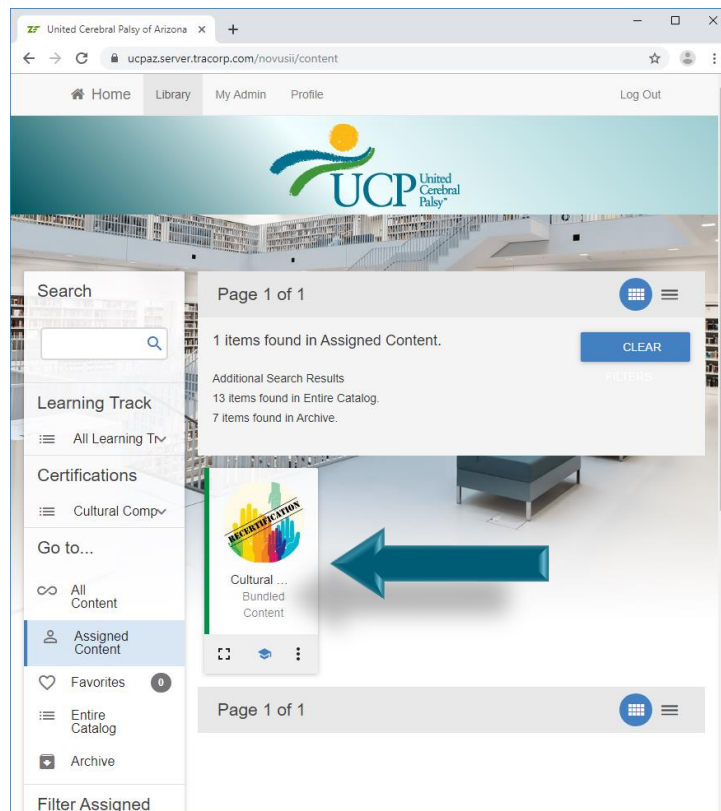 United Cerebral Palsy of Arizona
ucpaz.server.tracorp.com/novusii/content
Home Library My Admin Profile Log Out
UCP United
Cerebral
Palsy™
Search
Learning Track
All Learning Tr
Certifications
Cultural Comp
Go to...
All
Content
Assigned
Content
Favorites 0
Entire
Catalog
Archive
Filter Assigned
Page 1 of 1
1 items found in Assigned Content.
CLEAR
FILTERS
Additional Search Results
13 items found in Entire Catalog.
7 items found in Archive.
RECERTIFICATION
Cultural ...
Bundled
Content
Page 1 of 1